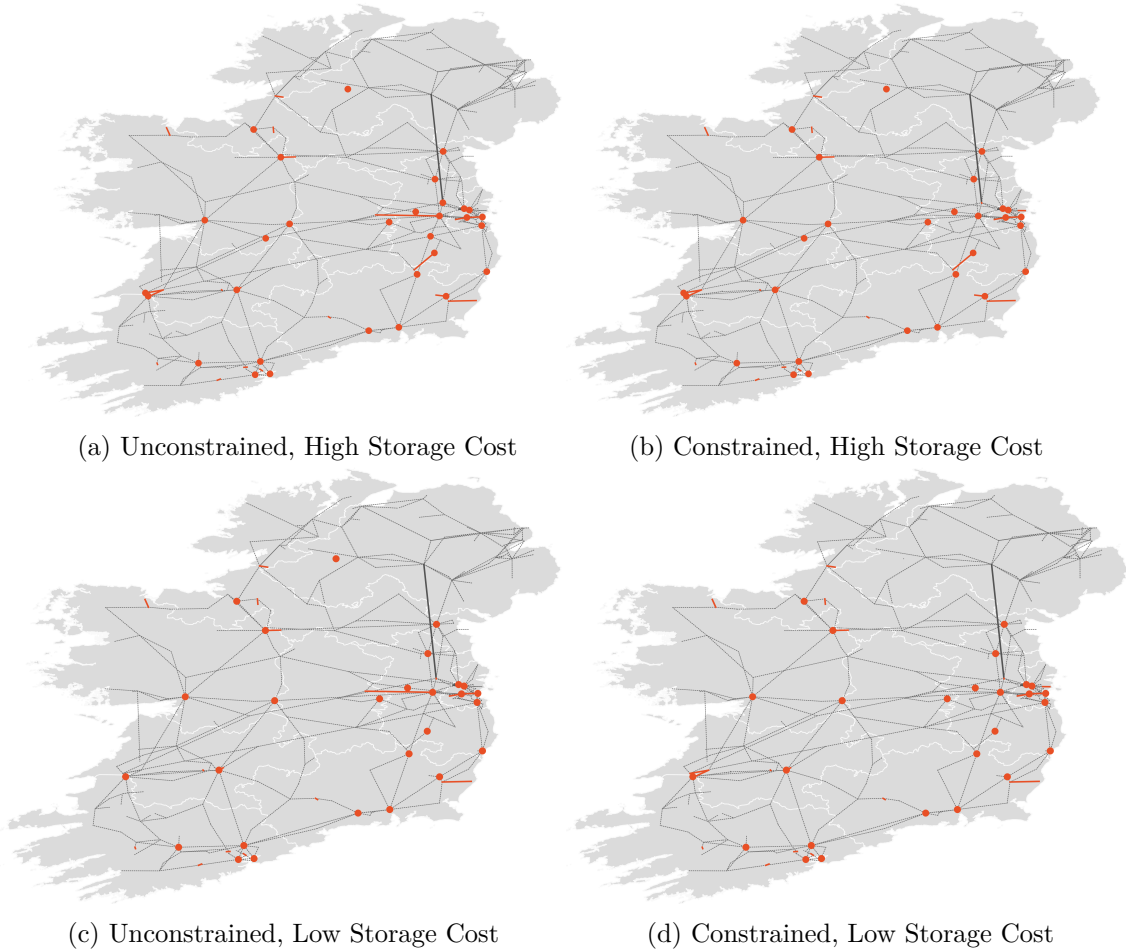 (a) Unconstrained, High Storage Cost
(b) Constrained, High Storage Cost
(c) Unconstrained, Low Storage Cost
(d) Constrained, Low Storage Cost